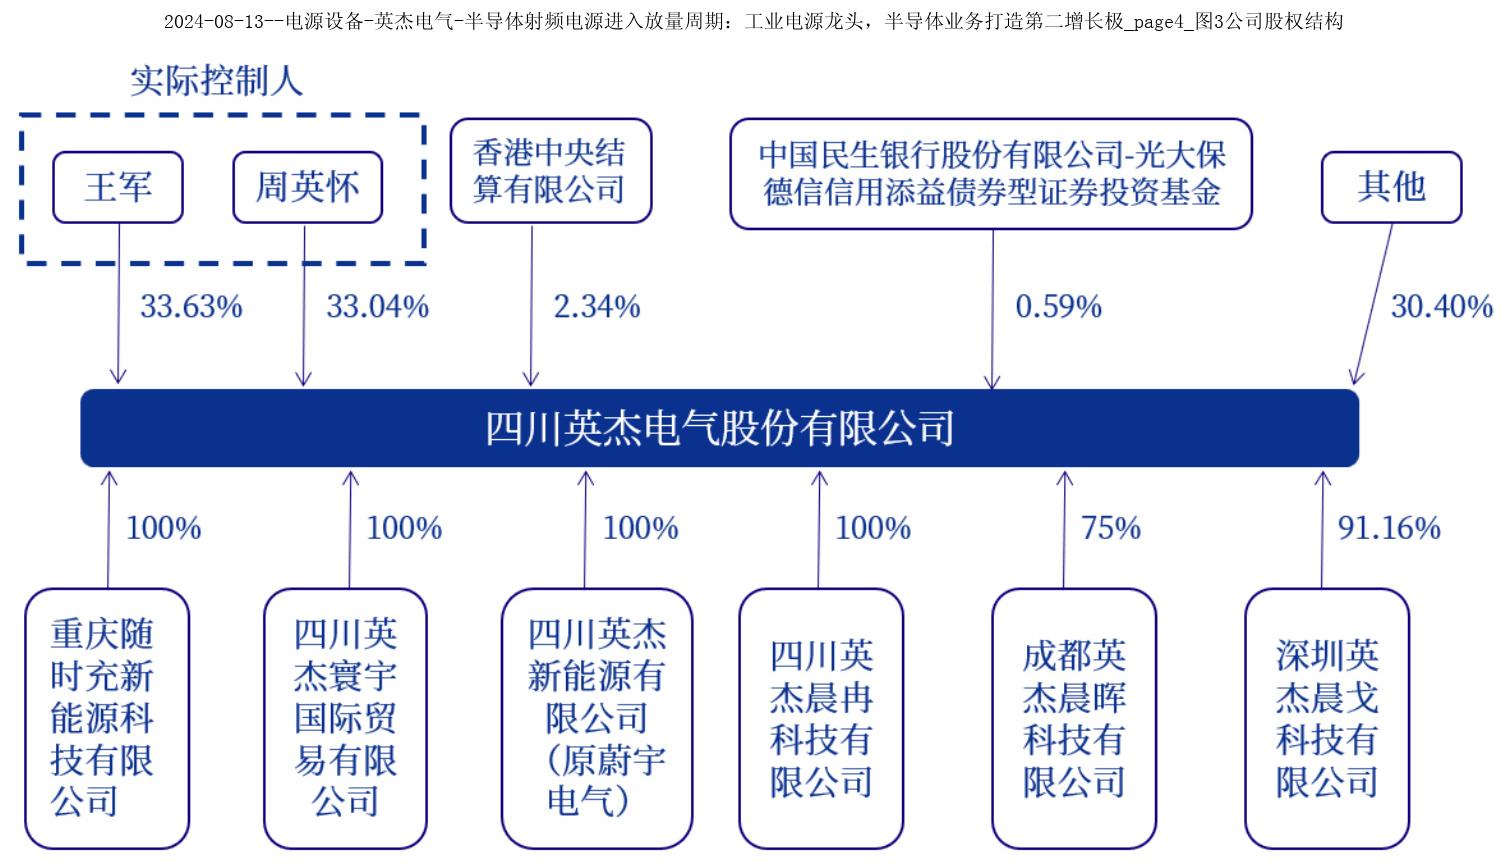 2024-08-13--电源设备-英杰电气-半导体射频电源进入放量周期：工业电源龙头，半导体业务打造第二增长极_page4_图3公司股权结构
实际控制人
王军
周英怀
香港中央结
算有限公司
中国民生银行股份有限公司-光大保
德信信用添益债券型证券投资基金
其他
33.63%
33.04%
2.34%
0.59%
30.40%
四川英杰电气股份有限公司
100%
100%
100%
100%
75%
91.16%
重庆随
时充新
能源科
技有限
公司
四川英
杰寰宇
国际贸
易有限
公司
四川英杰
新能源有
限公司
（原蔚宇
电气）
四川英
杰晨冉
科技有
限公司
成都英
杰晨晖
科技有
限公司
深圳英
杰晨戈
科技有
限公司